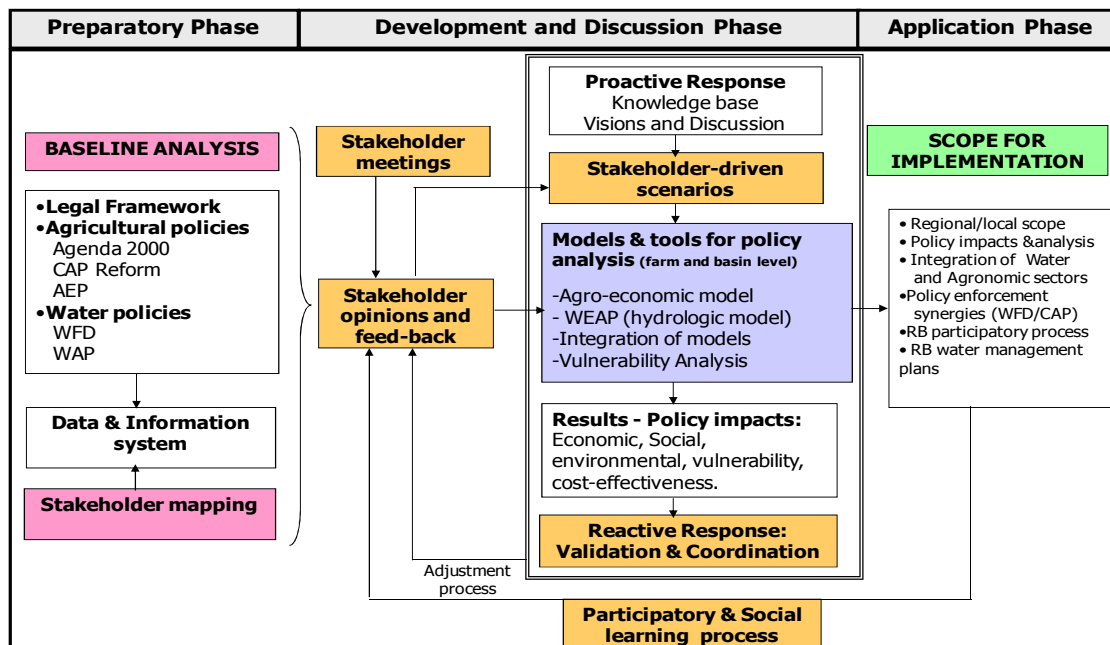 Preparatory Phase
Development and Discussion Phase
Application Phase
BASELINE ANALYSIS
•Legal Framework
•Agricultural policies
Agenda 2000
CAP Reform
AEP
•Water policies
WFD
WAP
Data & Information
system
Stakeholder mapping
Stakeholder
meetings
Stakeholder
opinions and
feed-back
Adjustment
process
Proactive Response
Knowledge base
Visions and Discussion
Stakeholder-driven
scenarios
Models & tools for policy
analysis (farm and basin level)
-Agro-economic model
- WEAP (hydrologic model)
-Integration of models
-Vulnerability Analysis
Results - Policy impacts:
Economic, Social,
environmental, vulnerability,
cost-effectiveness.
Reactive Response:
Validation & Coordination
Participatory & Social
learning process
SCOPE FOR
IMPLEMENTATION
• Regional/local scope
• Policy impacts &analysis
• Integration of Water
and Agronomic sectors
•Policy enforcement
synergies (WFD/CAP)
•RB participatory process
• RB water management
plans